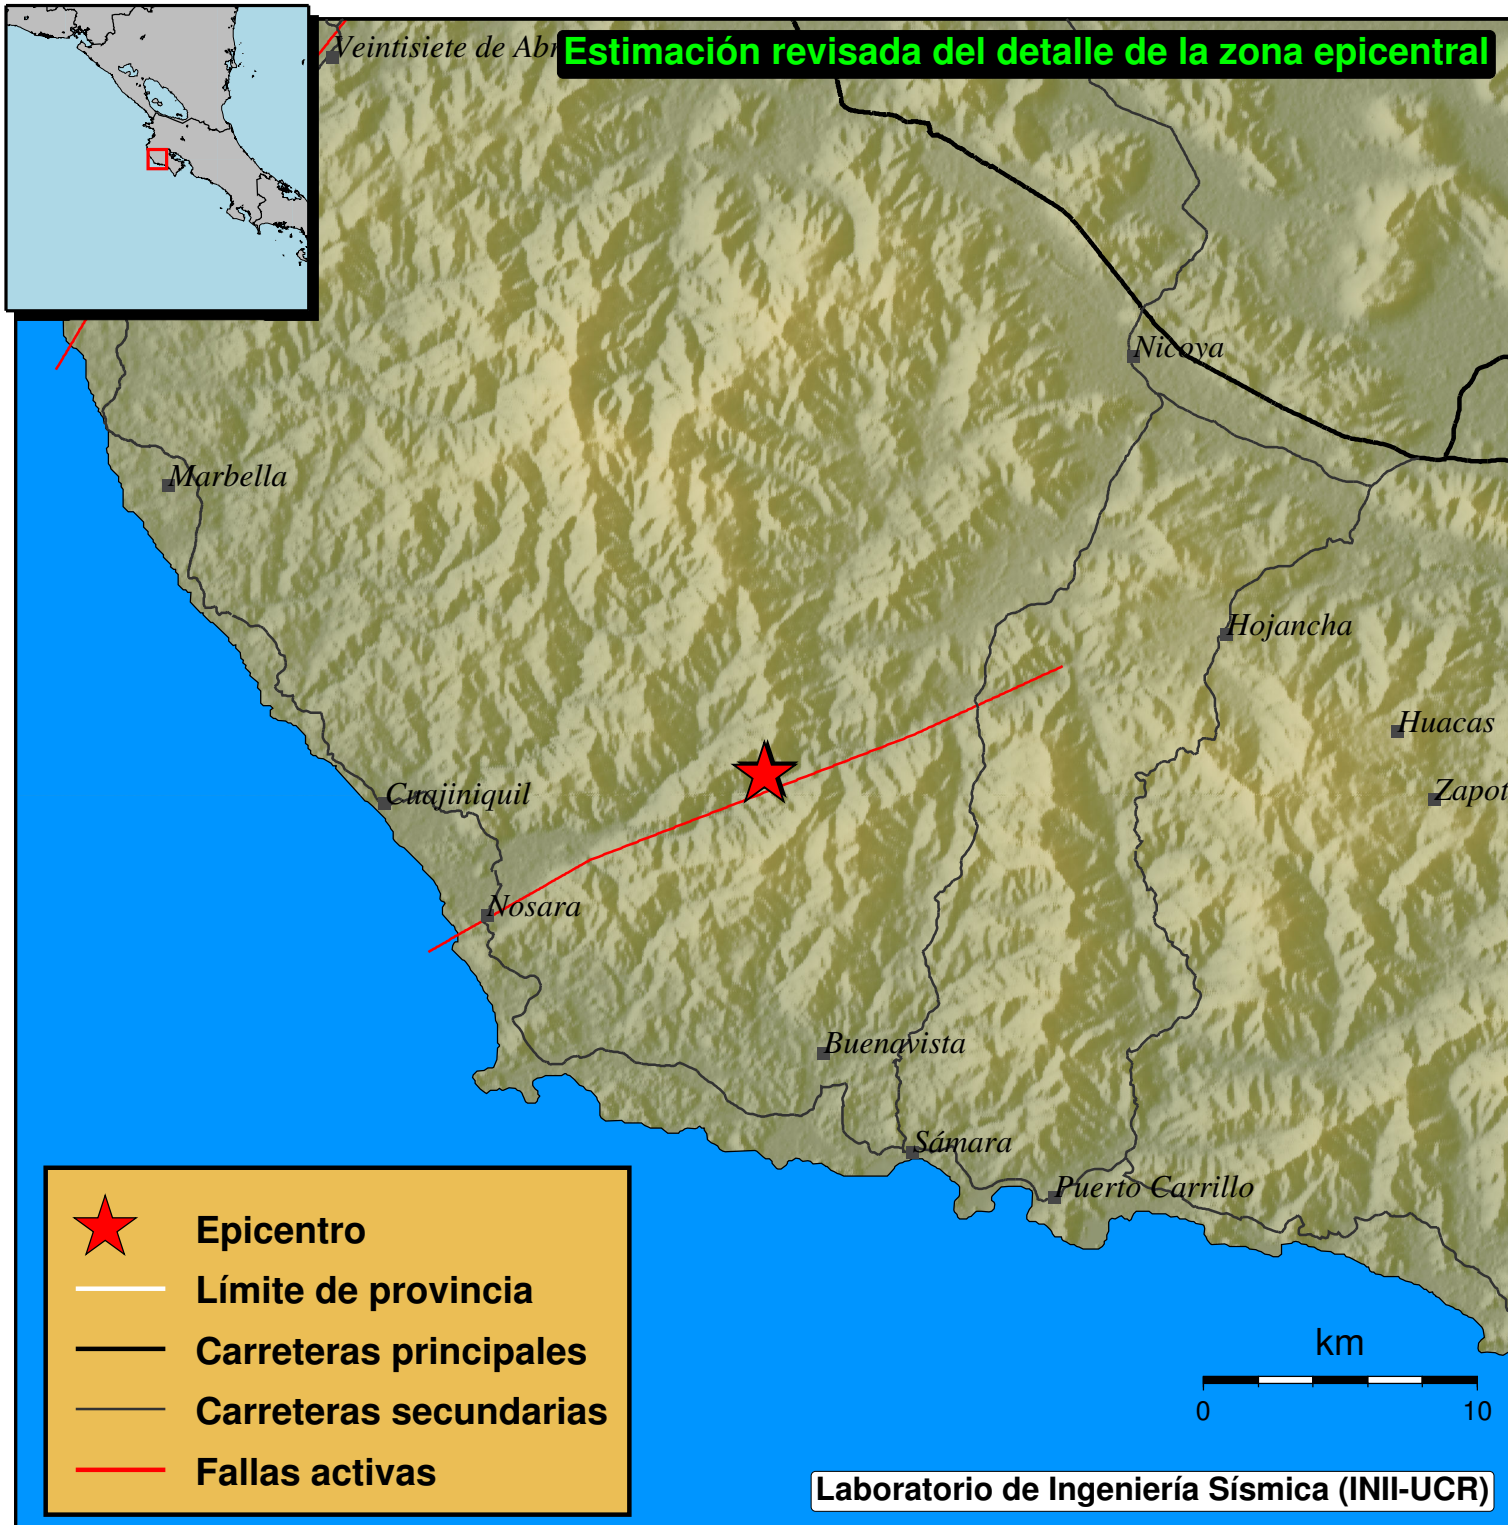 Veintisiete de Abr
Estimación revisada del detalle de la zona epicentral
Nicoya
Marbella
Hojancha
Huacas
Zapot
Cuajiniquil
Nosara
Buenavista
Sámara
Puerto Carrillo
Epicentro
Límite de provincia
Carreteras principales
Carreteras secundarias
Fallas activas
km
0 10
Laboratorio de Ingeniería Sísmica (INII-UCR)